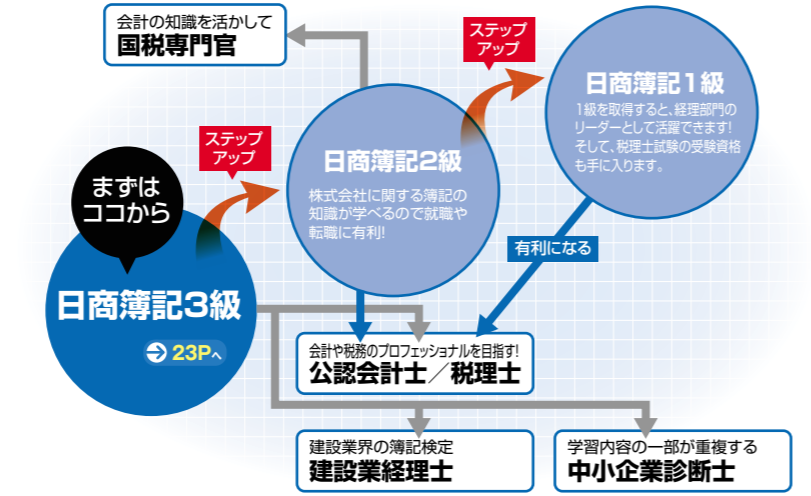 会計の知識を活かして
国税専門官
ステップ
アップ
日商簿記1級
1級を取得すると、経理部門の
リーダーとして活躍できます!
そして、税理士試験の受験資格
も手に入ります。
ステップ
アップ
日商簿記2級
株式会社に関する簿記の
知識が学べるので就職や
転職に有利!
まずは
ココから
日商簿記3級
23Pへ
有利になる
会計や税務のプロフェッショナルを目指す!
公認会計士/税理士
建設業界の簿記検定
建設業経理士
学習内容の一部が重複する
中小企業診断士